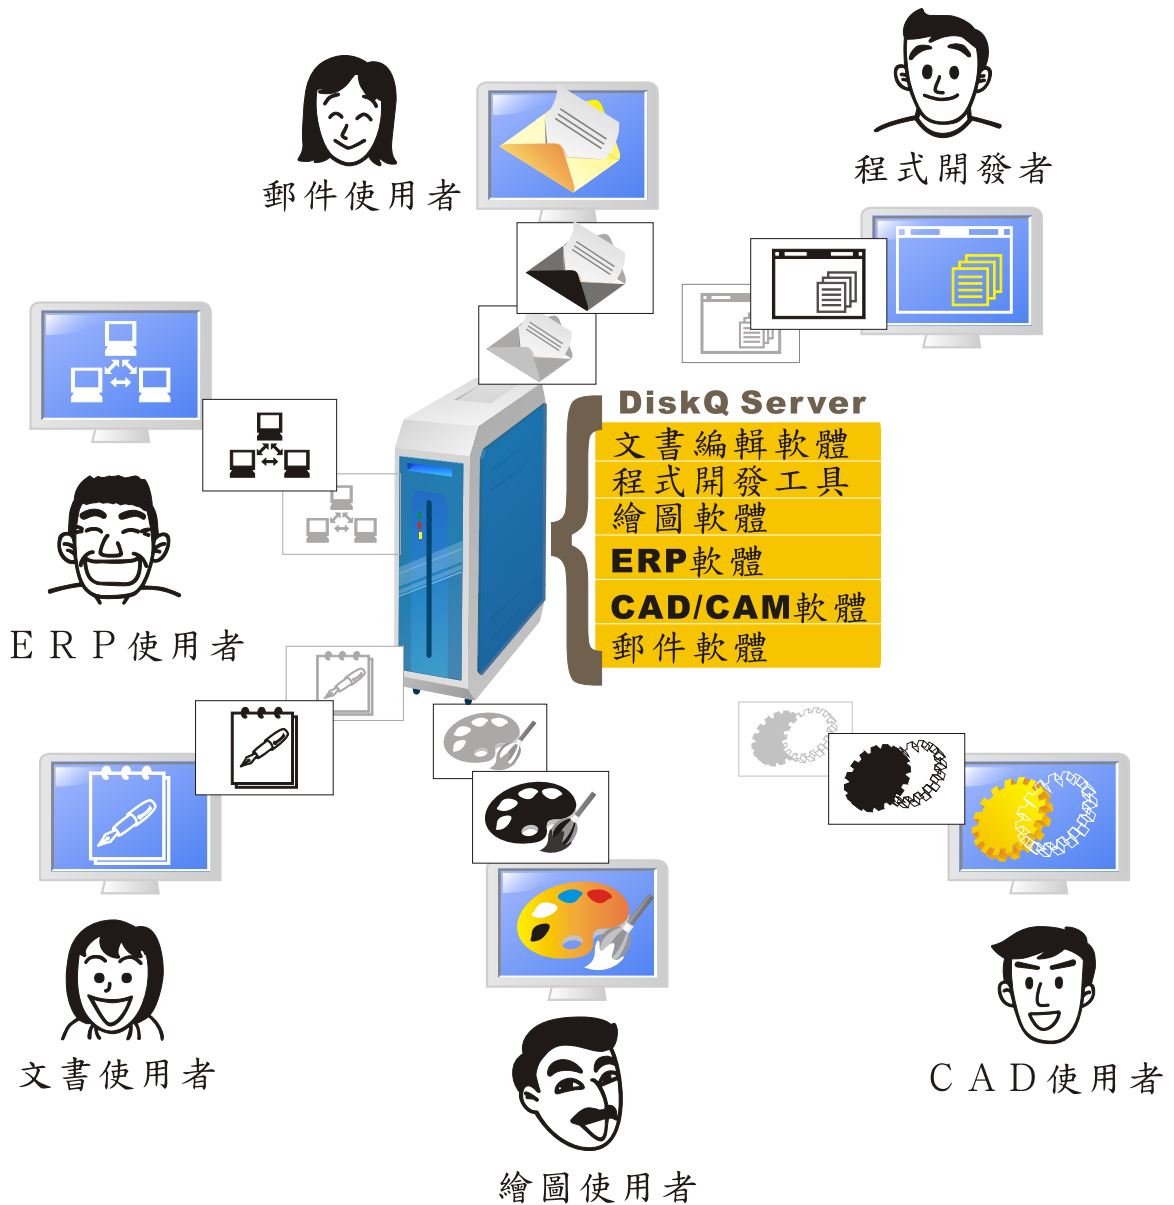 程式開發者
郵件使用者
DiskQ Server
文書編輯軟體
程式開發工具
繪圖軟體
ERP軟體
CAD/CAM軟體
郵件軟體
ERP使用者
文書使用者
CAD使用者
繪圖使用者